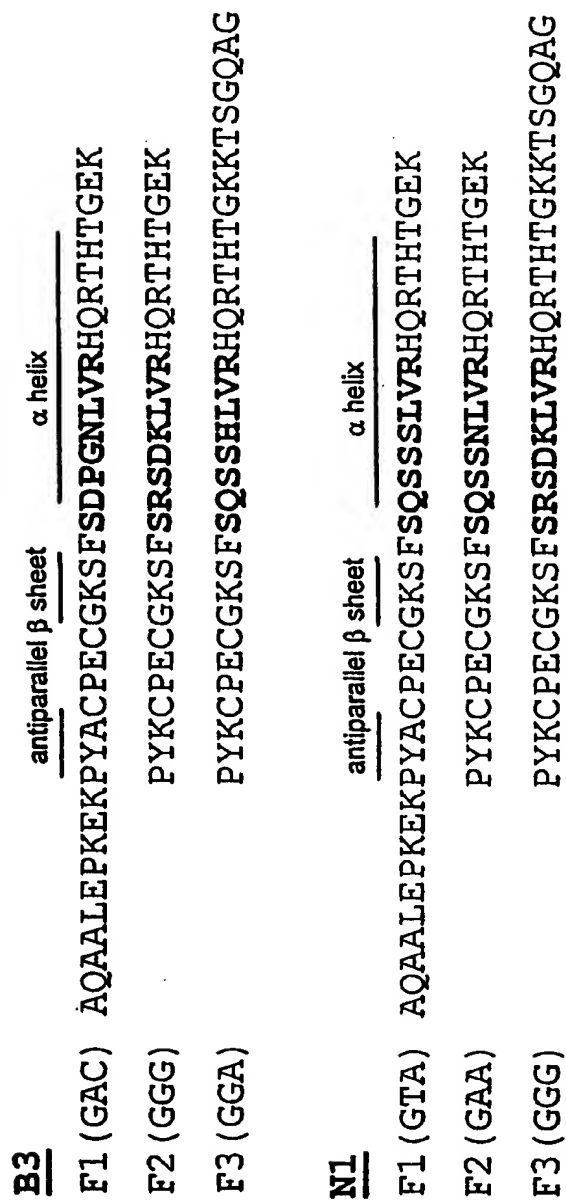 B3
antiparallel β sheet
α helix
F1 (GAC) AQAALEPKEKPYACPECGKSFSDPGNLVRHQRTHTGEK
F2 (GGG) PYKCPECGKSFSRSDKLVRHQRTHTGEK
F3 (GGA) PYKCPECGKSFSQSSHLVRHQRTHTGKKTSGQAG
N1
antiparallel β sheet
α helix
F1 (GTA) AQAALEPKEKPYACPECGKSFSQSSSLVRHQRTHTGEK
F2 (GAA) PYKCPECGKSFSQSSNLVRHQRTHTGEK
F3 (GGG) PYKCPECGKSFSRSDKLVRHQRTHTGKKTSGQAG